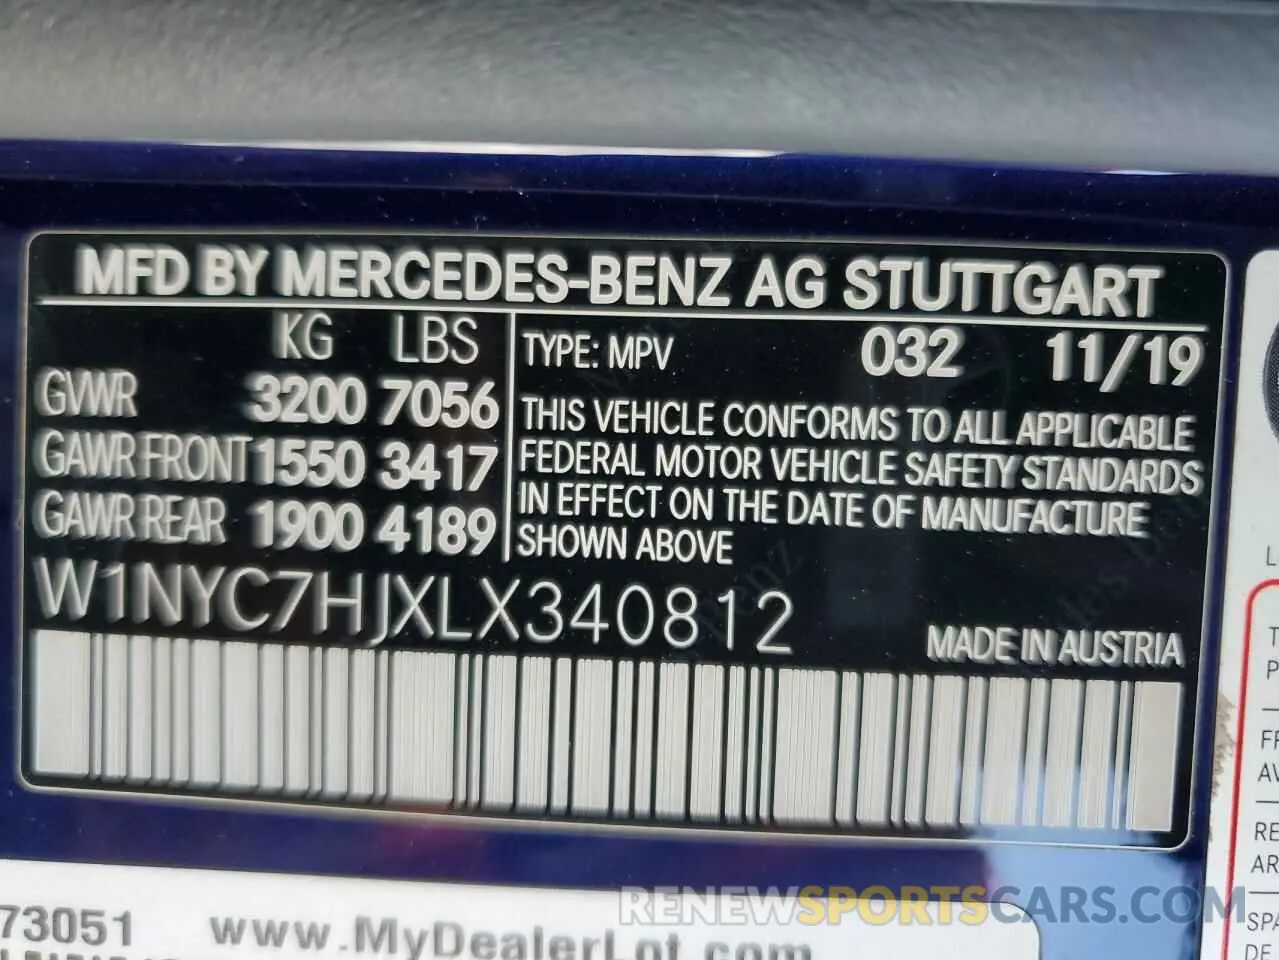 MFD BY MERCEDES-BENZ AG STUTTGART
KG LBS
GVWR 3200 7056
GAWR FRONT 1550 3417
GAWR REAR 1900 4189
TYPE: MPV 032 11/19
THIS VEHICLE CONFORMS TO ALL APPLICABLE
FEDERAL MOTOR VEHICLE SAFETY STANDARDS
IN EFFECT ON THE DATE OF MANUFACTURE
SHOWN ABOVE
W1NYC7HJXLX340812
MADE IN AUSTRIA
RENEWSPORTSCARS.COM
73051 www.MyDealerLot.com